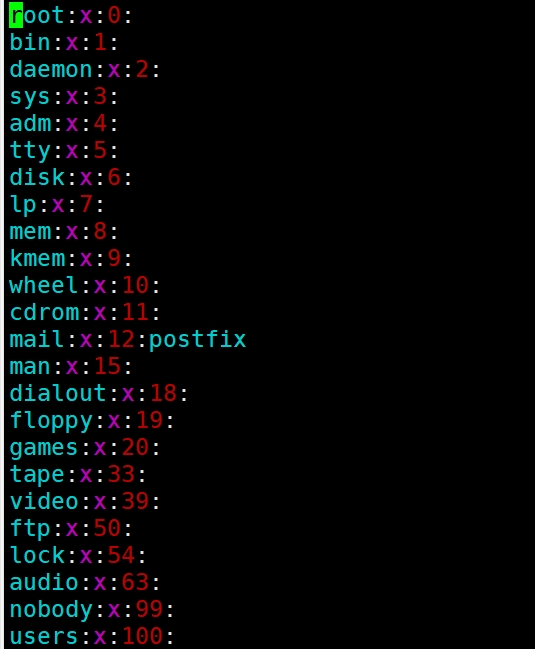 root:x:0:
bin:x:1:
daemon:x:2:
sys:x:3:
adm:x:4:
tty:x:5:
disk:x:6:
lp:x:7:
mem:x:8:
kmem:x:9:
wheel:x:10:
cdrom:x:11:
mail:x:12:postfix
man:x:15:
dialout:x:18:
floppy:x:19:
games:x:20:
tape:x:33:
video:x:39:
ftp:x:50:
lock:x:54:
audio:x:63:
nobody:x:99:
users:x:100: